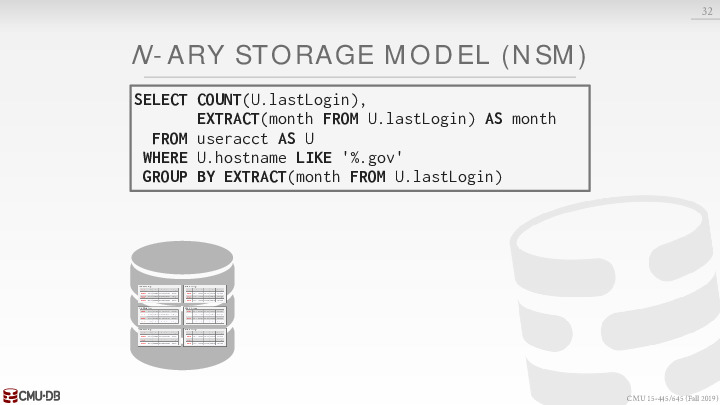 32
N-ARY STORAGE MODEL (NSM)
SELECT COUNT(U.lastLogin),
EXTRACT(month FROM U.lastLogin) AS month
FROM useracct AS U
WHERE U.hostname LIKE '%.gov'
GROUP BY EXTRACT(month FROM U.lastLogin)
CMU·DB
CMU 15-445/645 (Fall 2019)